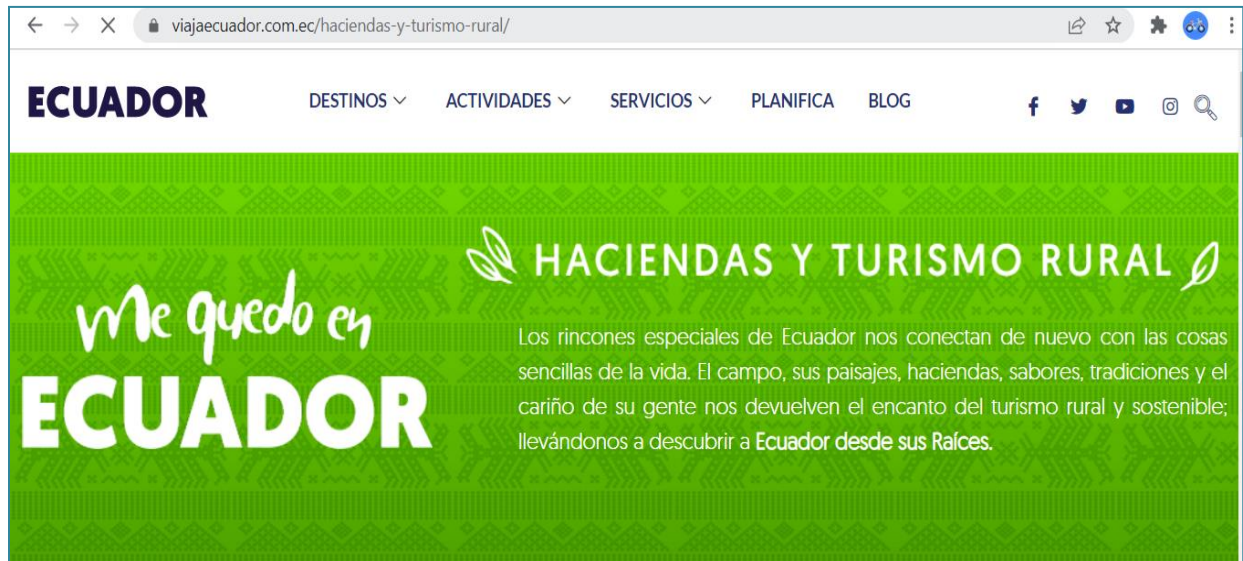 viajaecuador.com.ec/haciendas-y-turismo-rural/
ECUADOR DESTINOS ACTIVIDADES SERVICIOS PLANIFICA BLOG
me quedo en
ECUADOR
HACIENDAS Y TURISMO RURAL
Los rincones especiales de Ecuador nos conectan de nuevo con las cosas
sencillas de la vida. El campo, sus paisajes, haciendas, sabores, tradiciones y el
cariño de su gente nos devuelven el encanto del turismo rural y sostenible;
llevándonos a descubrir a Ecuador desde sus Raíces.